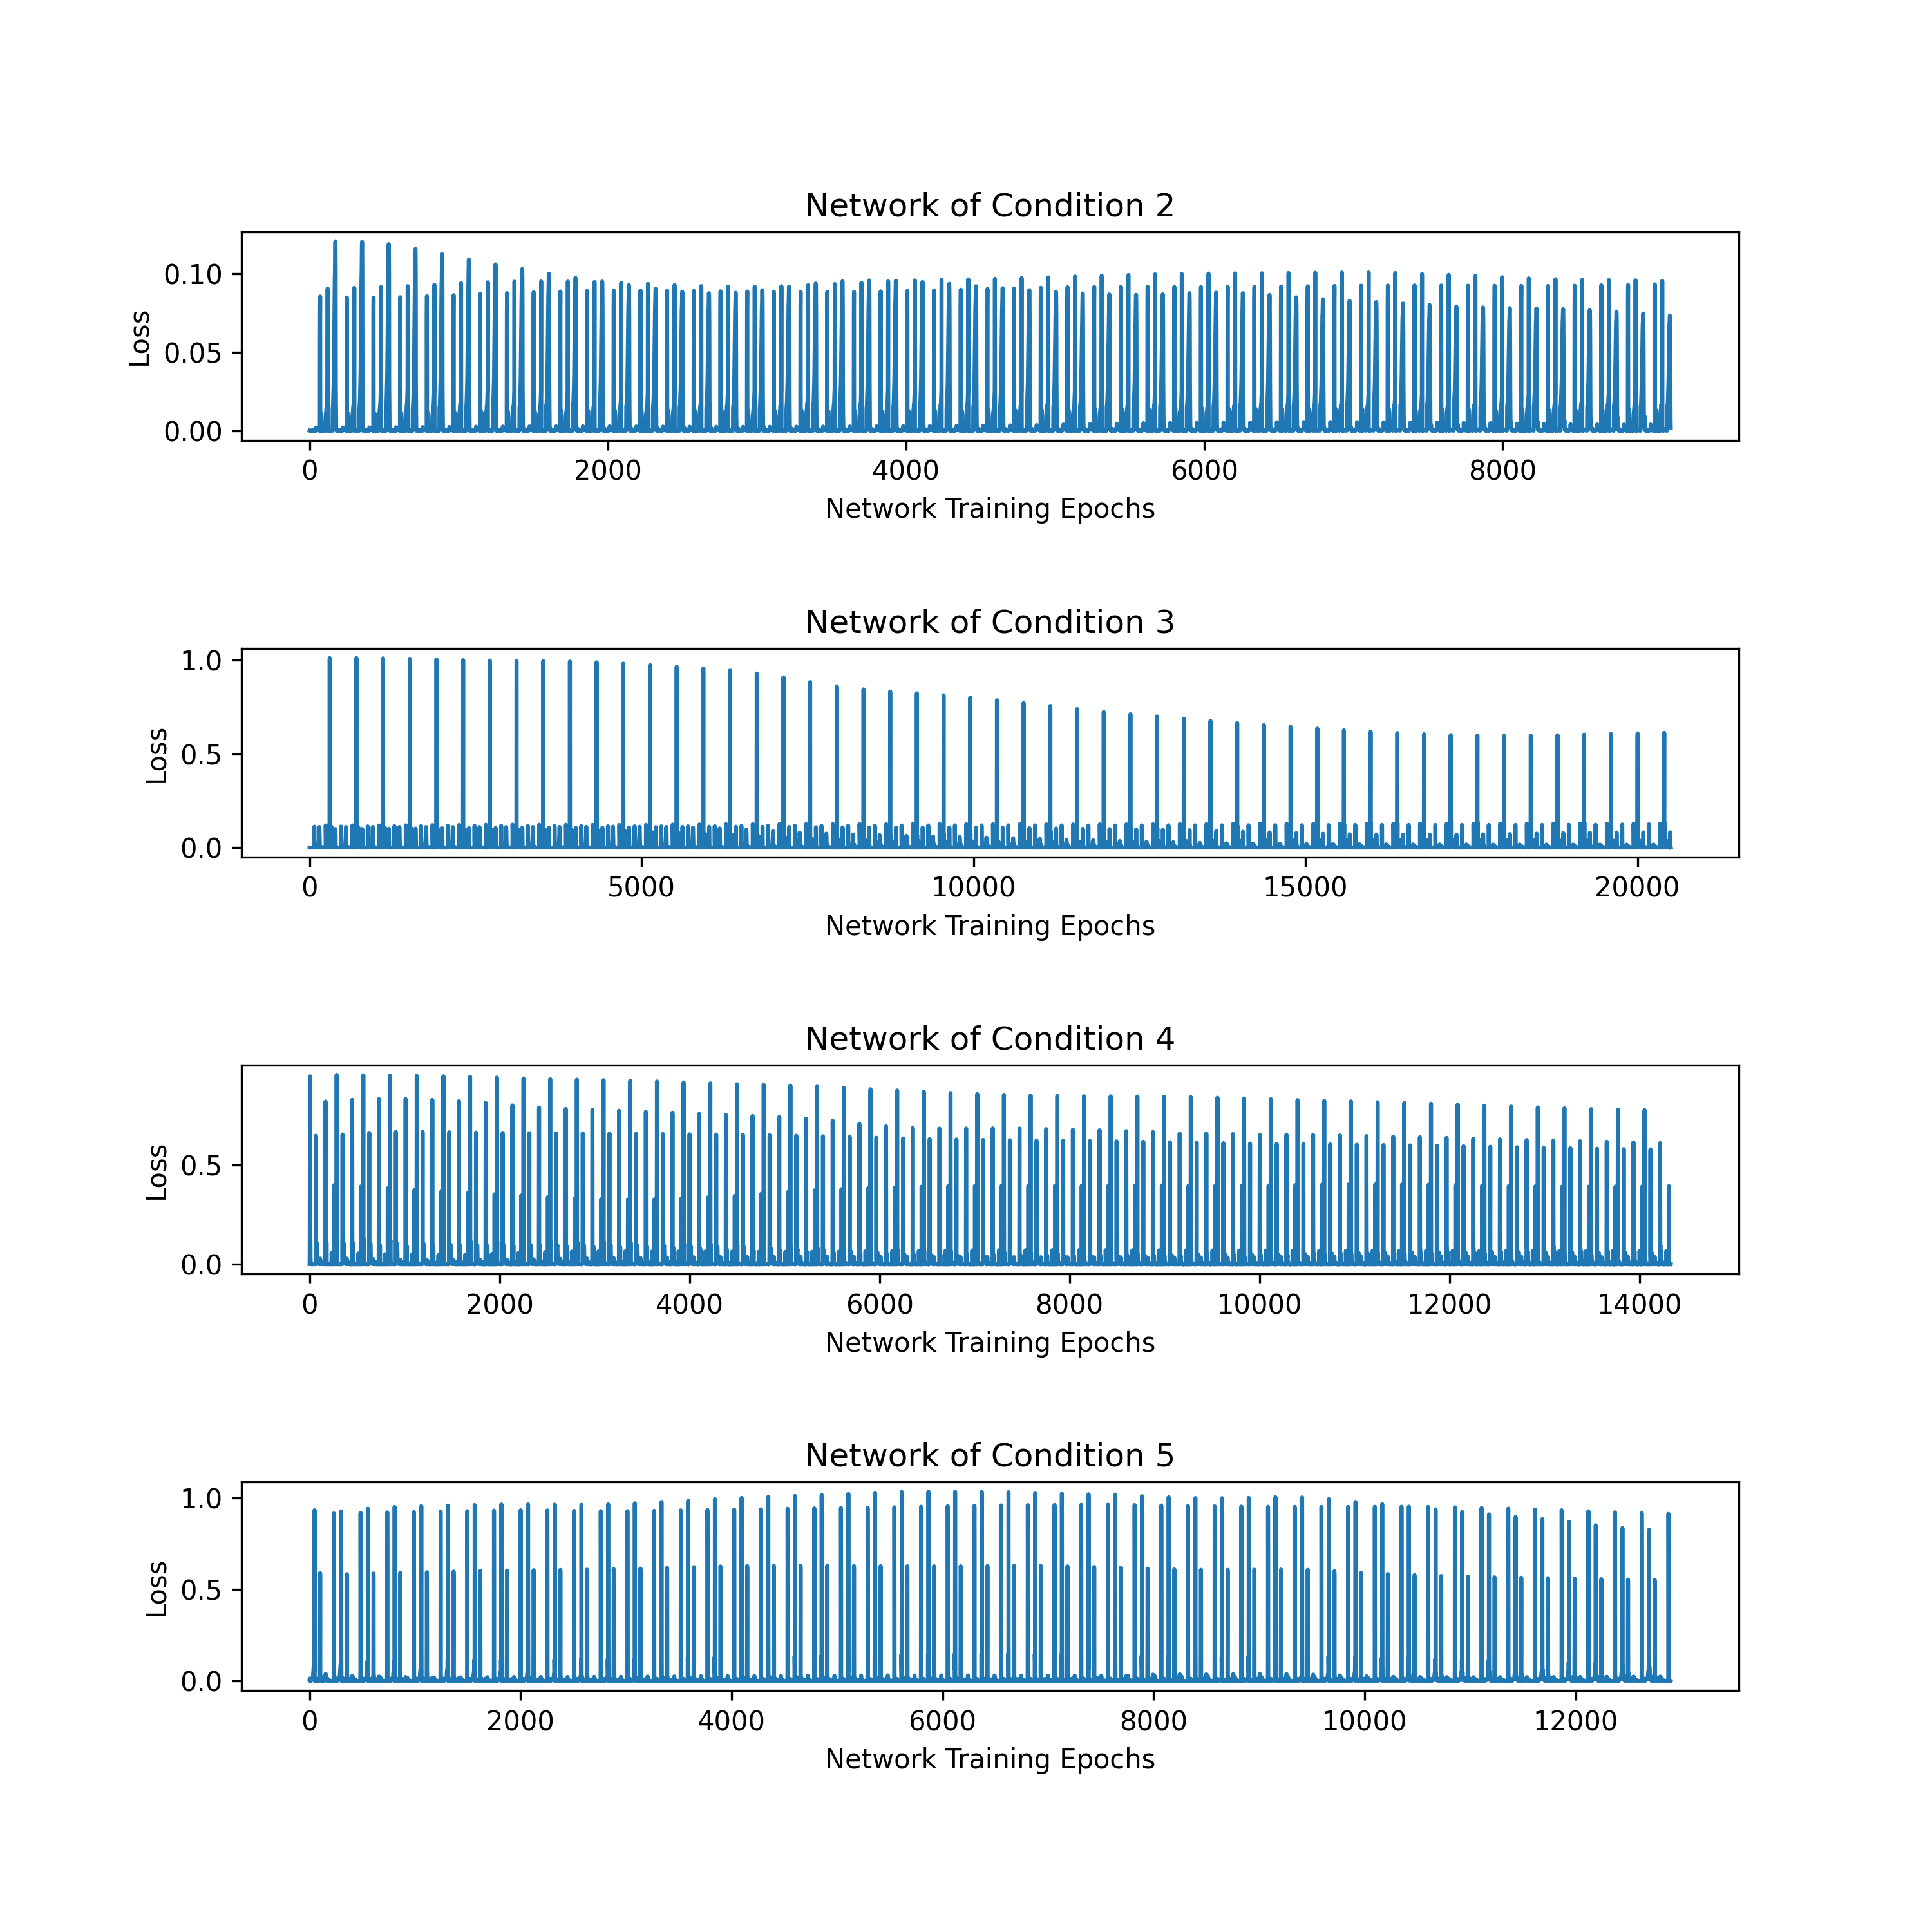 Network of Condition 2
0.10
0.05
0.00
Loss
0 2000 4000 6000 8000
Network Training Epochs
Network of Condition 3
1.0
0.5
0.0
Loss
0 5000 10000 15000 20000
Network Training Epochs
Network of Condition 4
0.5
0.0
Loss
0 2000 4000 6000 8000 10000 12000 14000
Network Training Epochs
Network of Condition 5
1.0
0.5
0.0
Loss
0 2000 4000 6000 8000 10000 12000
Network Training Epochs